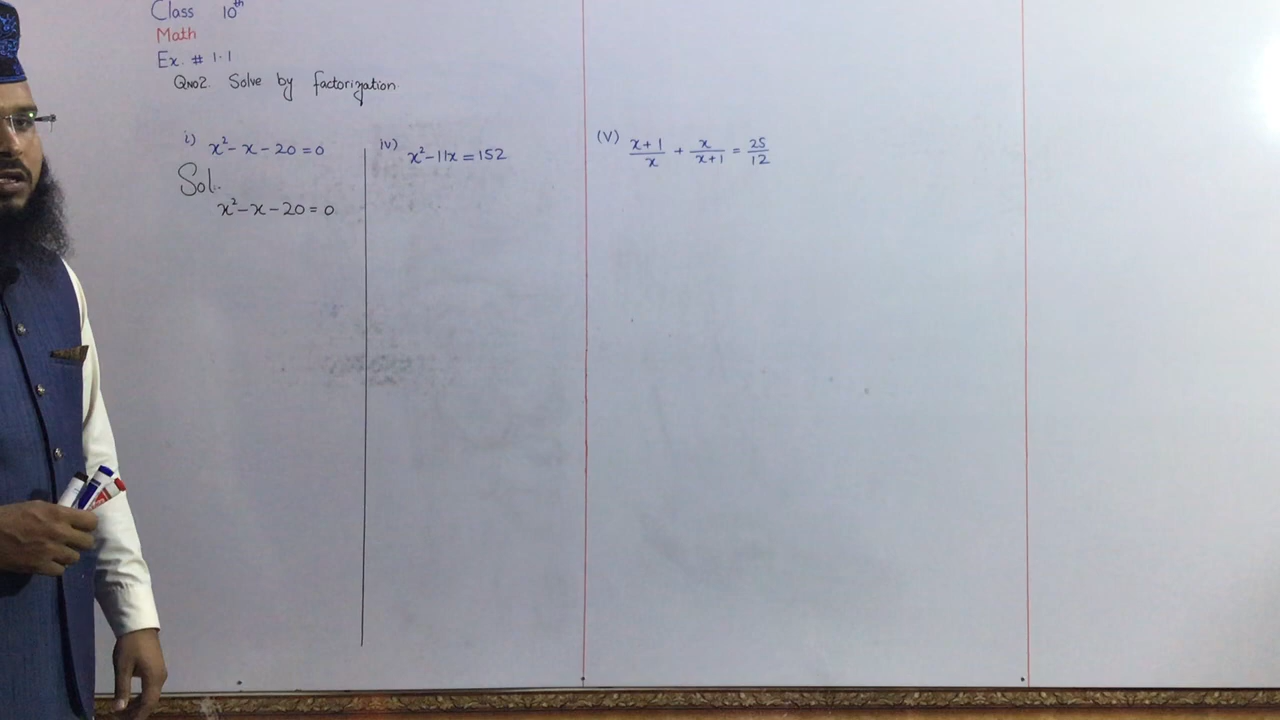 Class 10th
Math
Ex. # 1.1
QNO2. Solve by factorization.
i) x² - x - 20 = 0
Sol.
x² - x - 20 = 0
iv) x² - 11x = 152
(V) (x+1)/x + x/(x+1) = 25/12